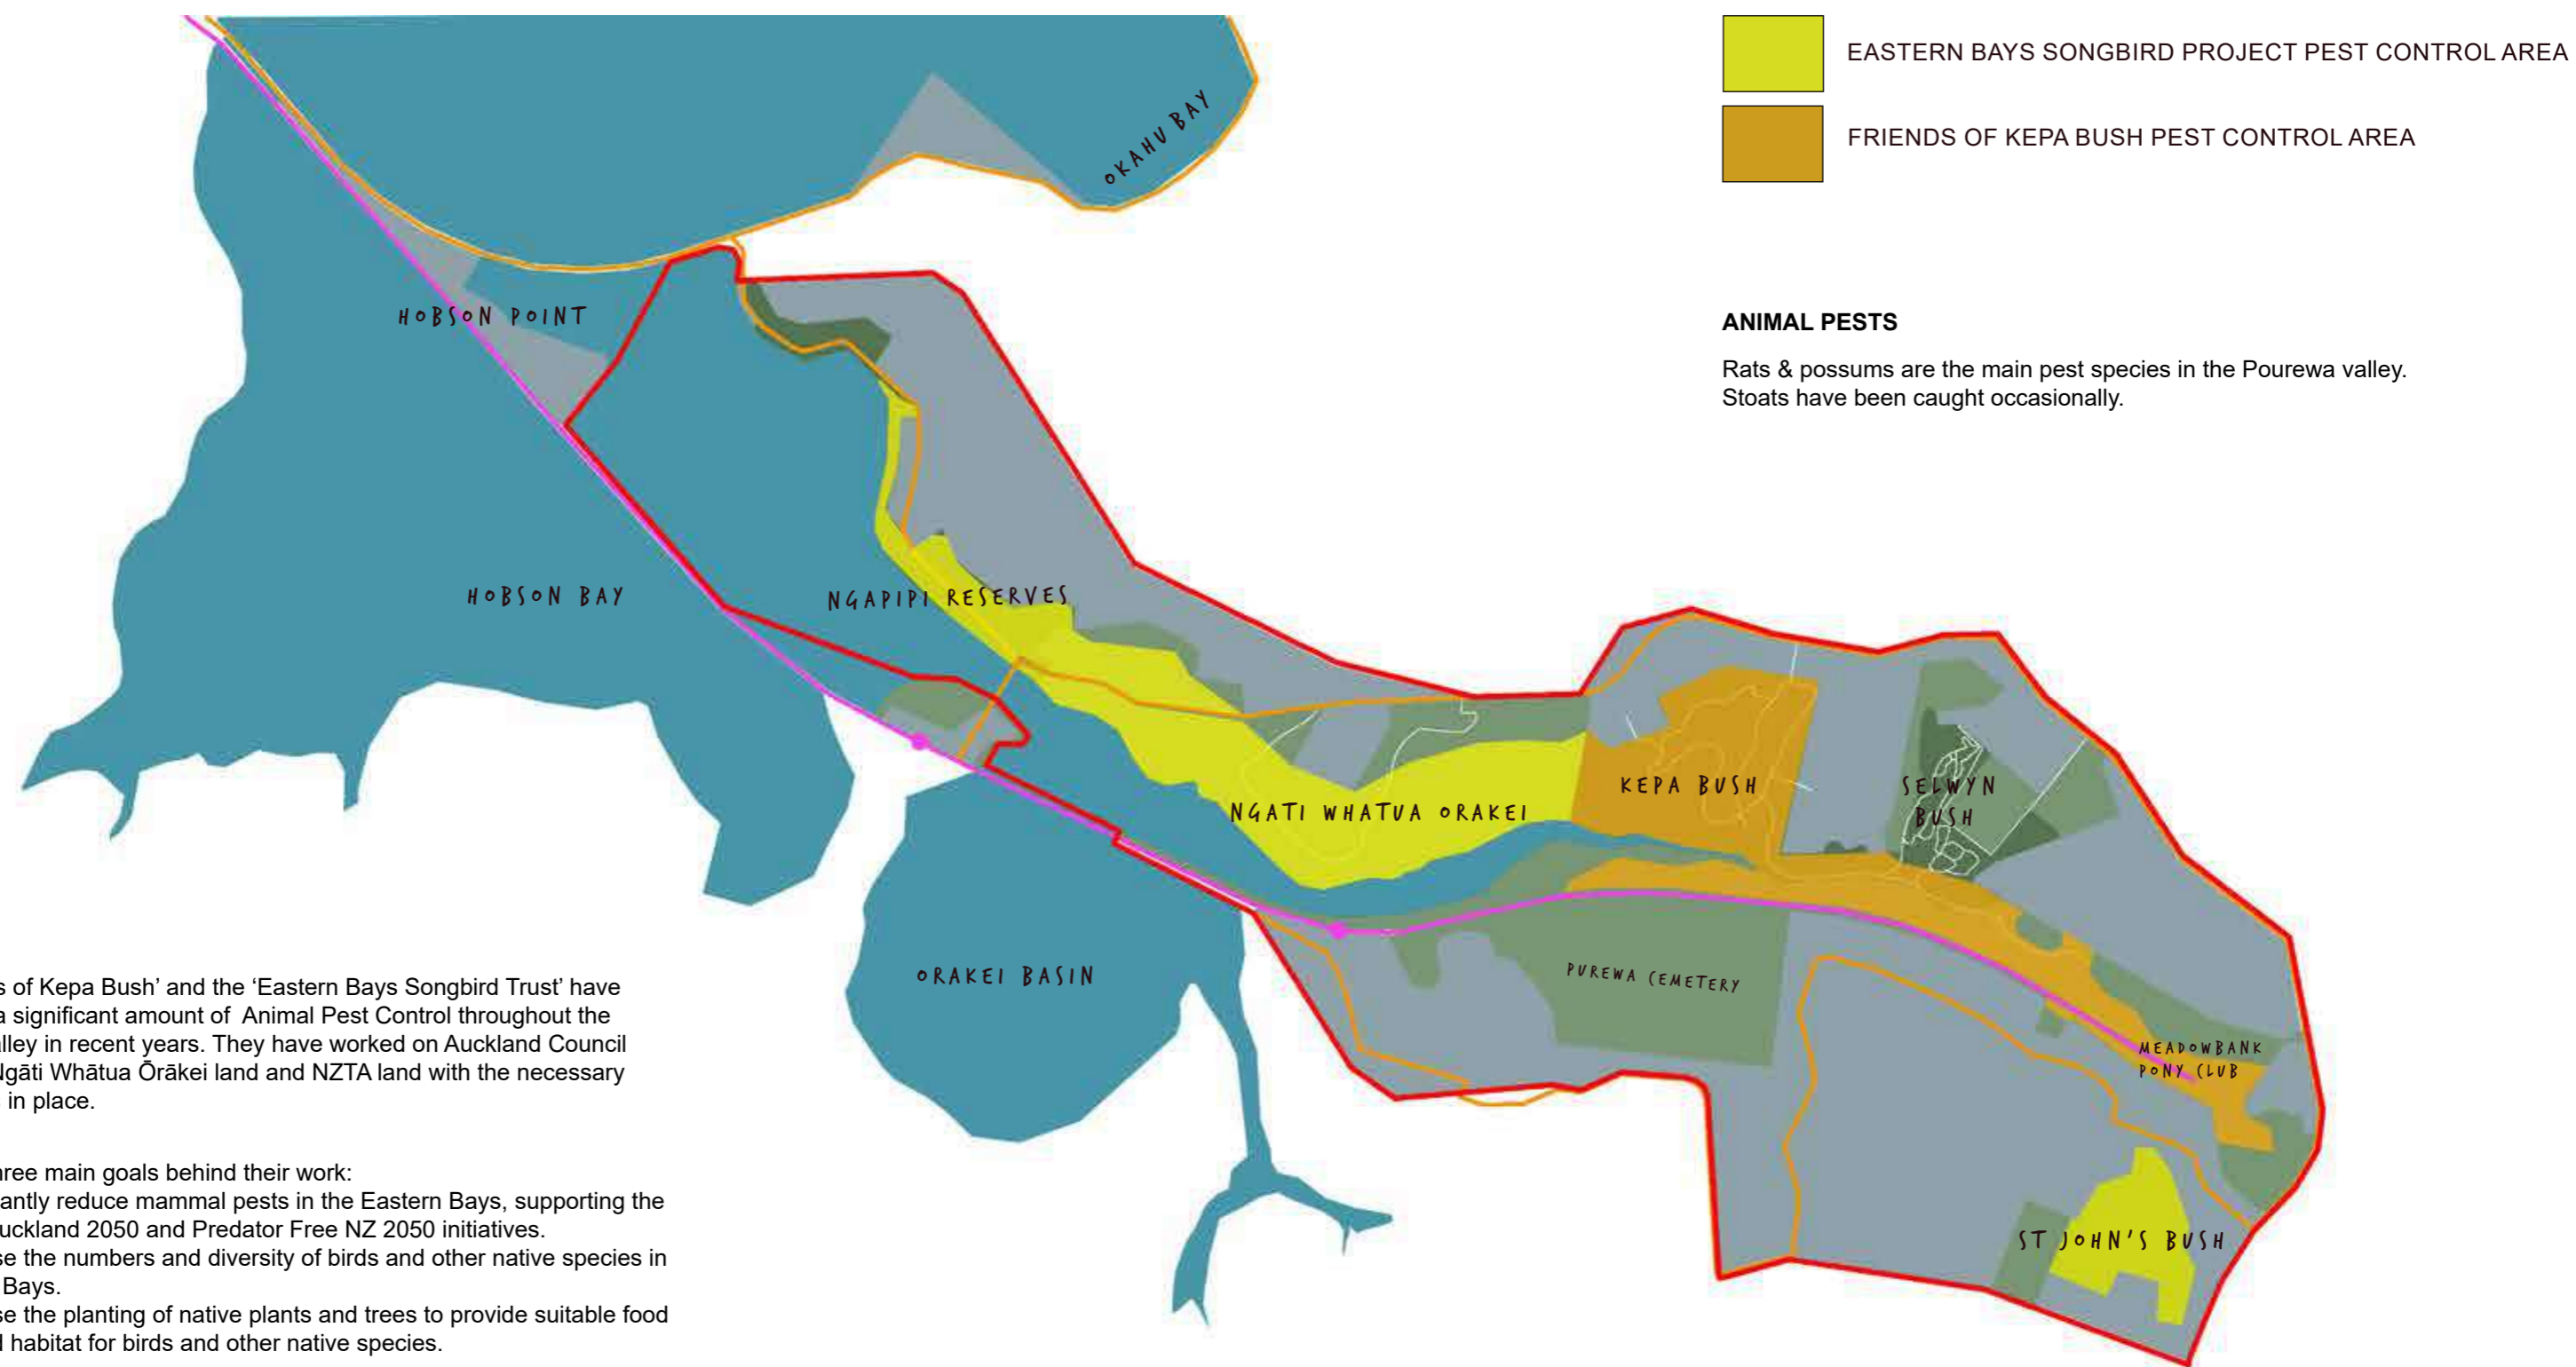 EASTERN BAYS SONGBIRD PROJECT PEST CONTROL AREA
FRIENDS OF KEPA BUSH PEST CONTROL AREA
ANIMAL PESTS
Rats & possums are the main pest species in the Pourewa valley.
Stoats have been caught occasionally.
OKAHU BAY
HOBSON POINT
HOBSON BAY
NGAPIPI RESERVES
NGATI WHATUA ORAKEI
KEPA BUSH
SELWYN
BUSH
ORAKEI BASIN
PUREWA CEMETERY
MEADOWBANK
PONY CLUB
ST JOHN'S BUSH
of Kepa Bush’ and the ‘Eastern Bays Songbird Trust’ have
a significant amount of Animal Pest Control throughout the
in recent years. They have worked on Auckland Council
Whātua Ōrākei land and NZTA land with the necessary
in place.
main goals behind their work:
reduce mammal pests in the Eastern Bays, supporting the
2050 and Predator Free NZ 2050 initiatives.
the numbers and diversity of birds and other native species in
Bays.
the planting of native plants and trees to provide suitable food
habitat for birds and other native species.